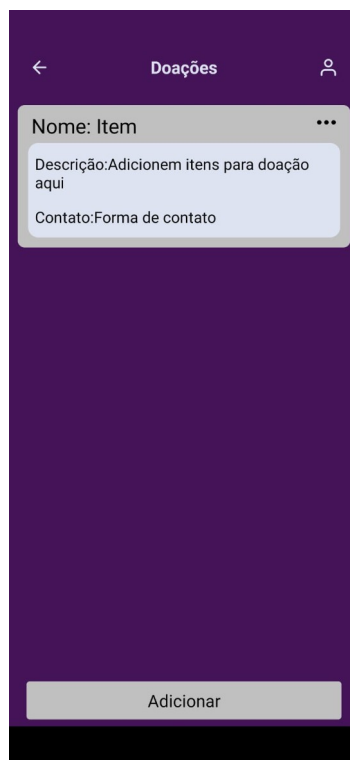 Doações
Nome: Item
Descrição:Adicionem itens para doação
aqui
Contato:Forma de contato
Adicionar